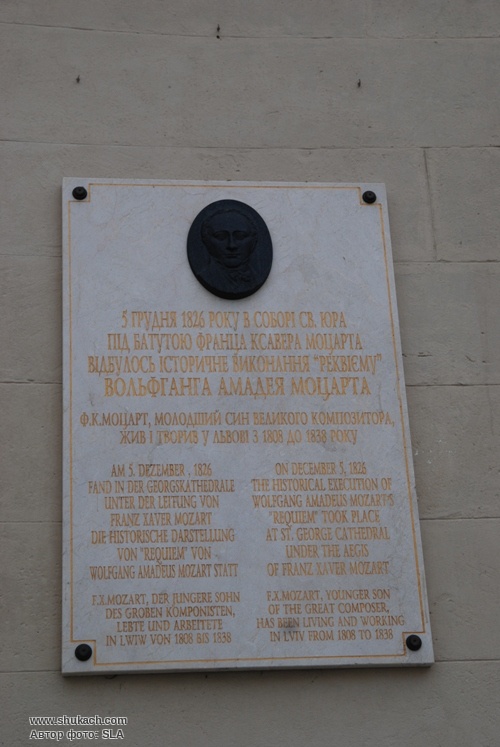 5 ГРУДНЯ 1826 РОКУ В СОБОРІ СВ. ЮРА
ПІД БАТУТОЮ ФРАНЦА КСАВЕРА МОЦАРТА
ВІДБУЛОСЬ ІСТОРИЧНЕ ВИКОНАННЯ "РЕКВІЄМУ"
ВОЛЬФГАНГА АМАДЕЯ МОЦАРТА
Ф.К.МОЦАРТ, МОЛОДШИЙ СИН ВЕЛИКОГО КОМПОЗИТОРА,
ЖИВ І ТВОРИВ У ЛЬВОВІ З 1808 ДО 1838 РОКУ
AM 5. DEZEMBER , 1826
FAND IN DER GEORGSKATHEDRALE
UNTER DER LEITUNG VON
FRANZ XAVER MOZART
DIE HISTORISCHE DARSTELLUNG
VON "REQUIEM" VON
WOLFGANG AMADEUS MOZART STATT
F.X.MOZART, DER JUNGERE SOHN
DES GROBEN KOMPONISTEN,
LEBTE UND ARBEITETE
IN LWIW VON 1808 BIS 1838
ON DECEMBER 5, 1826
THE HISTORICAL EXECUTION OF
WOLFGANG AMADEUS MOZART'S
"REQUIEM" TOOK PLACE
AT ST. GEORGE CATHEDRAL
UNDER THE AEGIS
OF FRANZ XAVER MOZART
F.X.MOZART, YOUNGER SON
OF THE GREAT COMPOSER,
HAS BEEN LIVING AND WORKING
IN LVIV FROM 1808 TO 1838
www.shukach.com
Автор фото: SLA